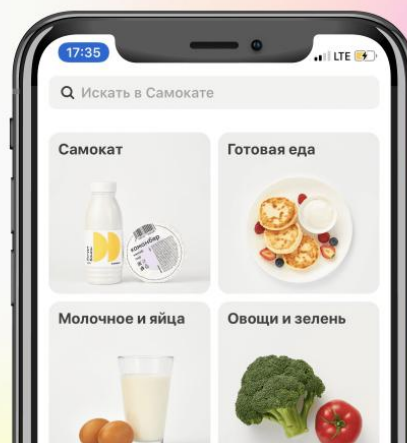 17:35
LTE
Искать в Самокате
Самокат
Готовая еда
Молочное и яйца
Овощи и зелень